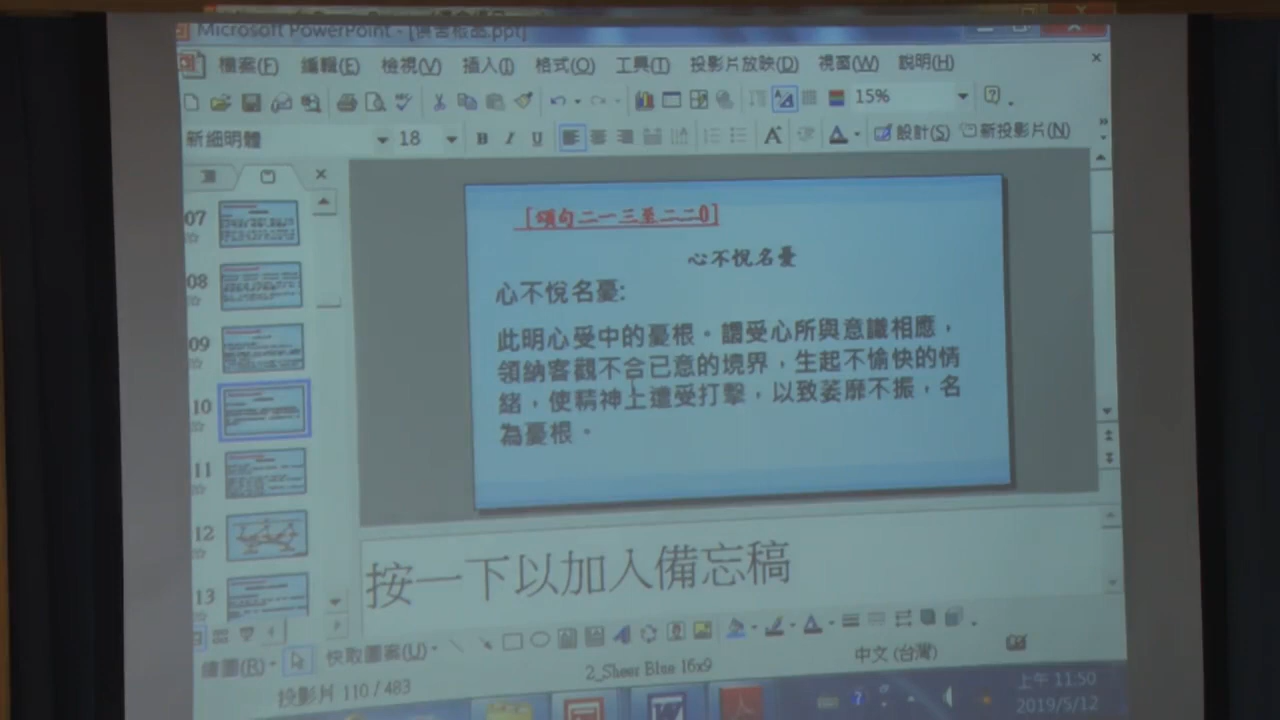 Microsoft PowerPoint - [俱舍根品.ppt]
檔案(F) 編輯(E) 檢視(V) 插入(I) 格式(O) 工具(T) 投影片放映(D) 視窗(W) 說明(H)
15%
新細明體 18 B I U A A 設計(S) 新投影片(N)
07
08
09
10
11
12
13
[頌句二一三至二二0]
心不悅名憂
心不悅名憂:
此明心受中的憂根。謂受心所與意識相應，
領納客觀不合己意的境界，生起不愉快的情
緒，使精神上遭受打擊，以致萎靡不振，名
為憂根。
按一下以加入備忘稿
繪圖(R) 快取圖案(U)
投影片 110 / 483
2_Sheer Blue 16x9
中文 (台灣)
上午 11:50
2019/5/12